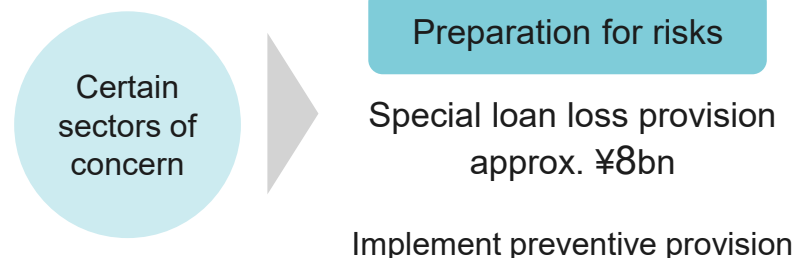 Certain
sectors of
concern
Preparation for risks
Special loan loss provision
approx. ¥8bn
Implement preventive provision